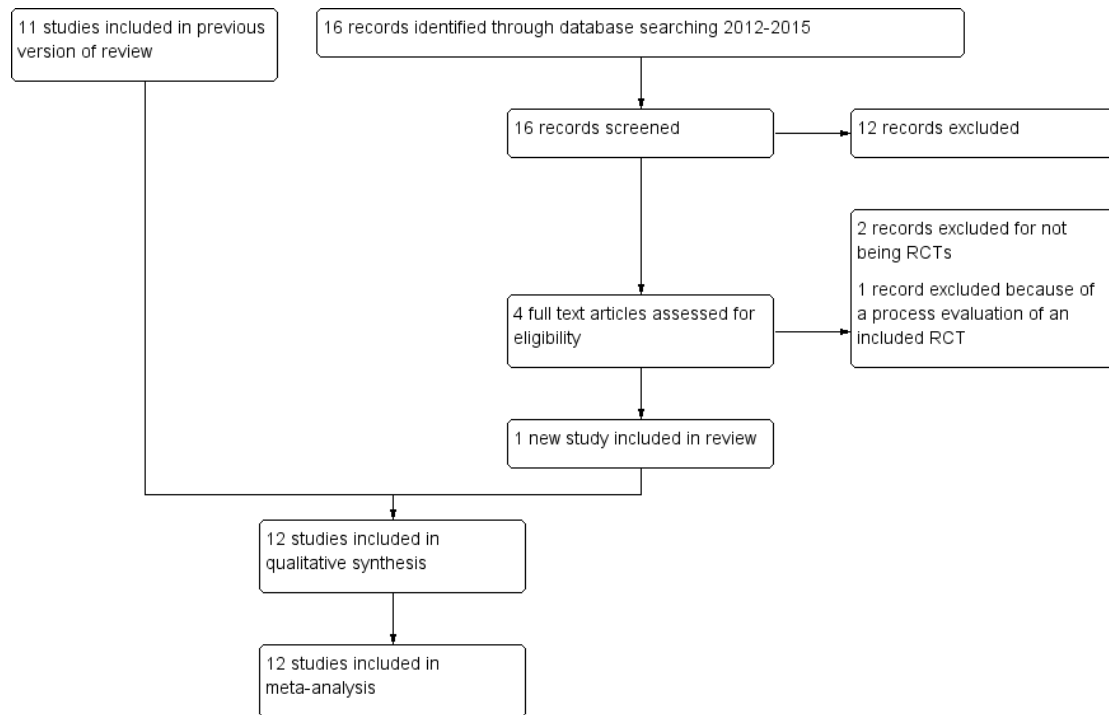 11 studies included in previous
version of review
16 records identified through database searching 2012-2015
16 records screened
12 records excluded
2 records excluded for not
being RCTs
1 record excluded because of
a process evaluation of an
included RCT
4 full text articles assessed for
eligibility
1 new study included in review
12 studies included in
qualitative synthesis
12 studies included in
meta-analysis